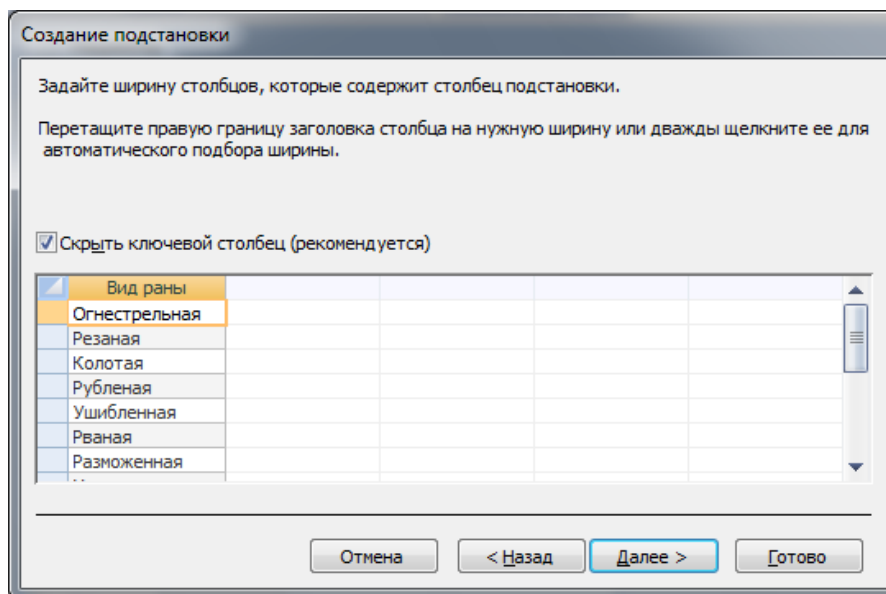 Создание подстановки
Задайте ширину столбцов, которые содержит столбец подстановки.
Перетащите правую границу заголовка столбца на нужную ширину или дважды щелкните ее для
автоматического подбора ширины.
Скрыть ключевой столбец (рекомендуется)
Вид раны
Огнестрельная
Резаная
Колотая
Рубленая
Ушибленная
Рваная
Разможенная
Отмена < Назад Далее > Готово